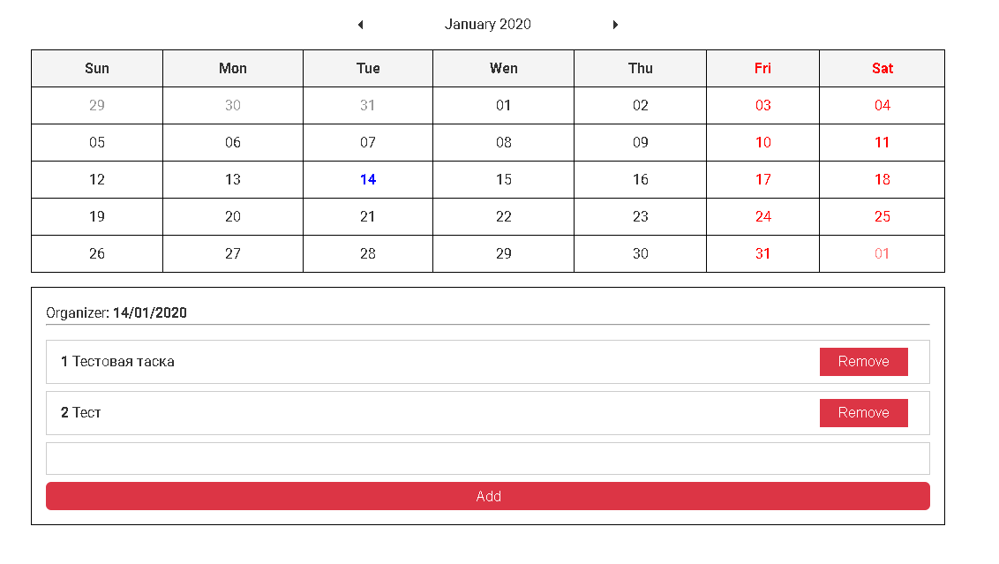 January 2020
Sun Mon Tue Wen Thu Fri Sat
29 30 31 01 02 03 04
05 06 07 08 09 10 11
12 13 14 15 16 17 18
19 20 21 22 23 24 25
26 27 28 29 30 31 01
Organizer: 14/01/2020
1 Тестовая таска Remove
2 Тест Remove
Add